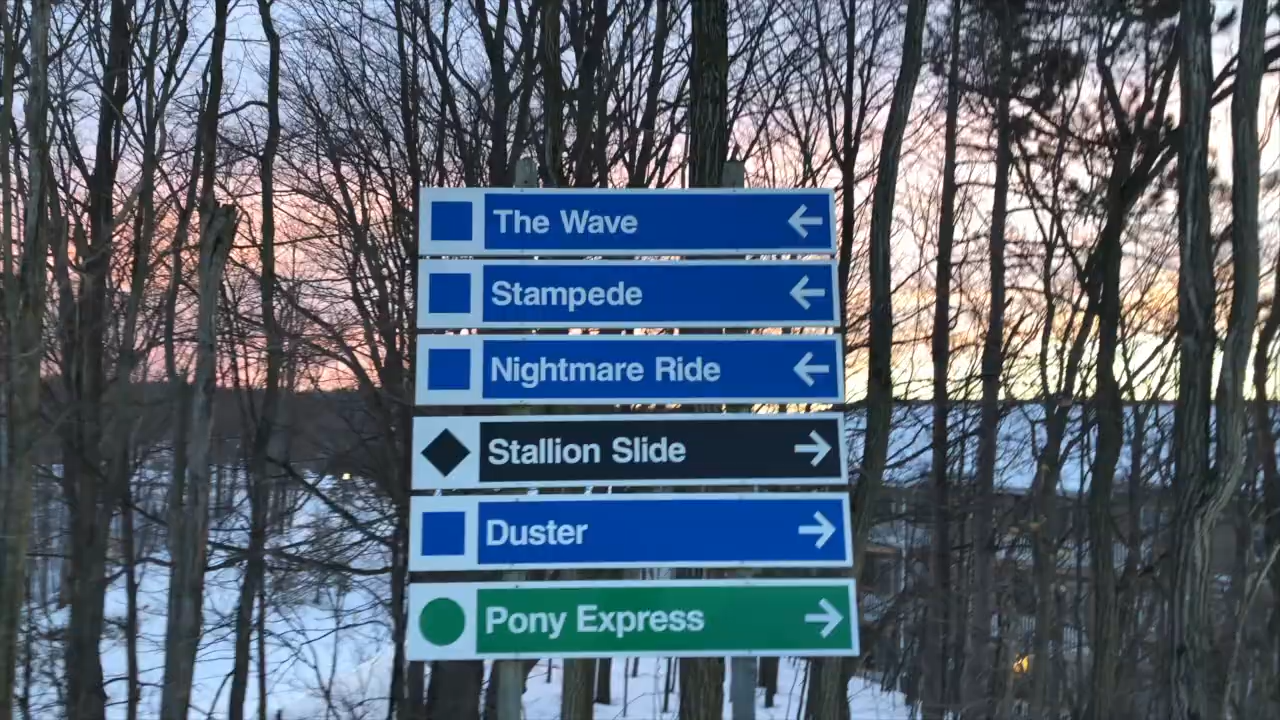 The Wave ←
Stampede ←
Nightmare Ride ←
Stallion Slide →
Duster →
Pony Express →